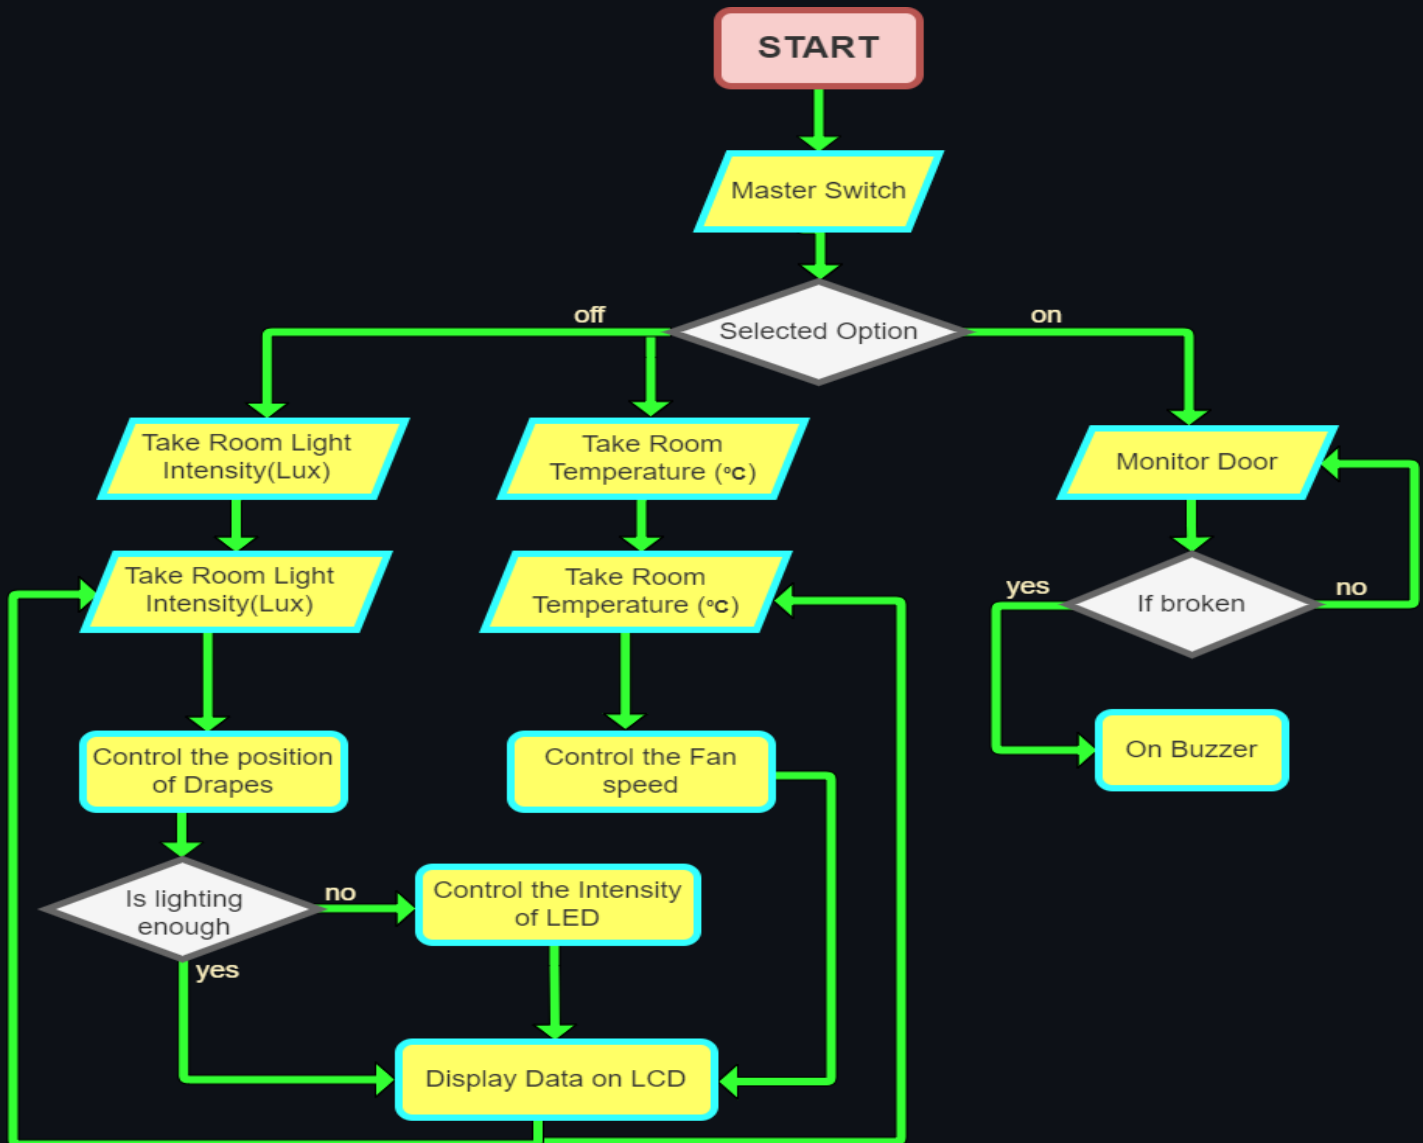 START
Master Switch
off
Selected Option
on
Take Room Light
Intensity(Lux)
Take Room
Temperature (°C)
Monitor Door
Take Room Light
Intensity(Lux)
Take Room
Temperature (°C)
yes
If broken
no
Control the position
of Drapes
Control the Fan
speed
On Buzzer
Is lighting
enough
no
Control the Intensity
of LED
yes
Display Data on LCD